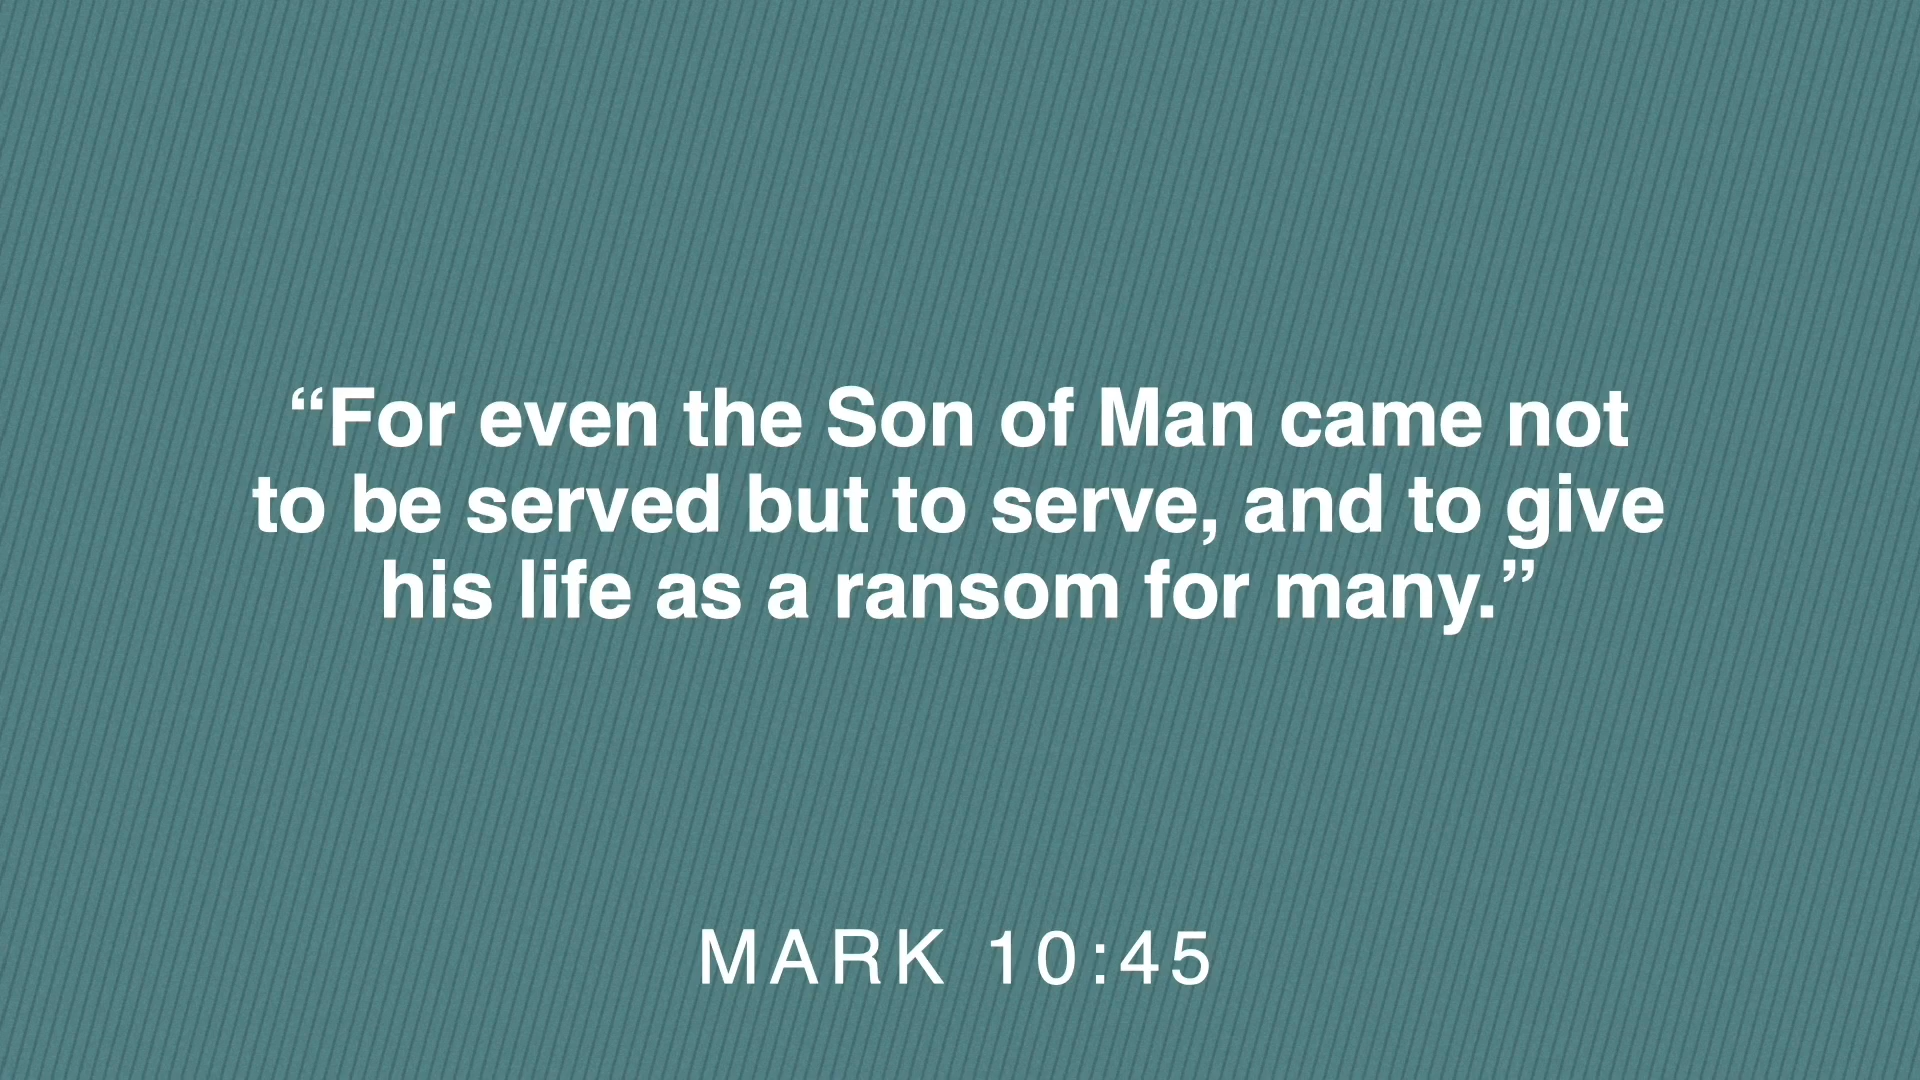 “For even the Son of Man came not
to be served but to serve, and to give
his life as a ransom for many.”
MARK 10:45